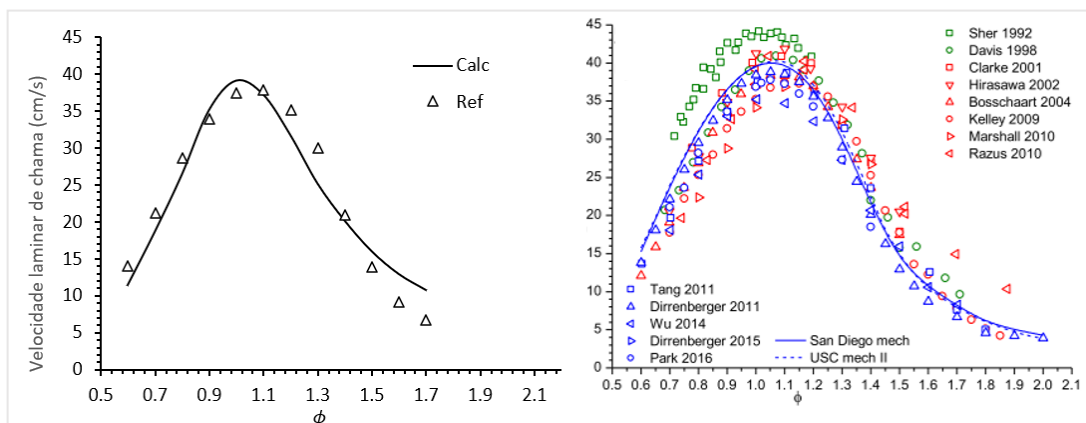 45
40
35
30
25
20
15
10
5
0
Velocidade laminar de chama (cm/s)
0.5 0.7 0.9 1.1 1.3 1.5 1.7 1.9 2.1
ϕ
Calc
Ref
45
40
35
30
25
20
15
10
5
0
Sher 1992
Davis 1998
Clarke 2001
Hirasawa 2002
Bosschaart 2004
Kelley 2009
Marshall 2010
Razus 2010
Tang 2011
Dirrenberger 2011
Wu 2014
Dirrenberger 2015
Park 2016
San Diego mech
USC mech II
0.5 0.6 0.7 0.8 0.9 1.0 1.1 1.2 1.3 1.4 1.5 1.6 1.7 1.8 1.9 2.0 2.1
ϕ